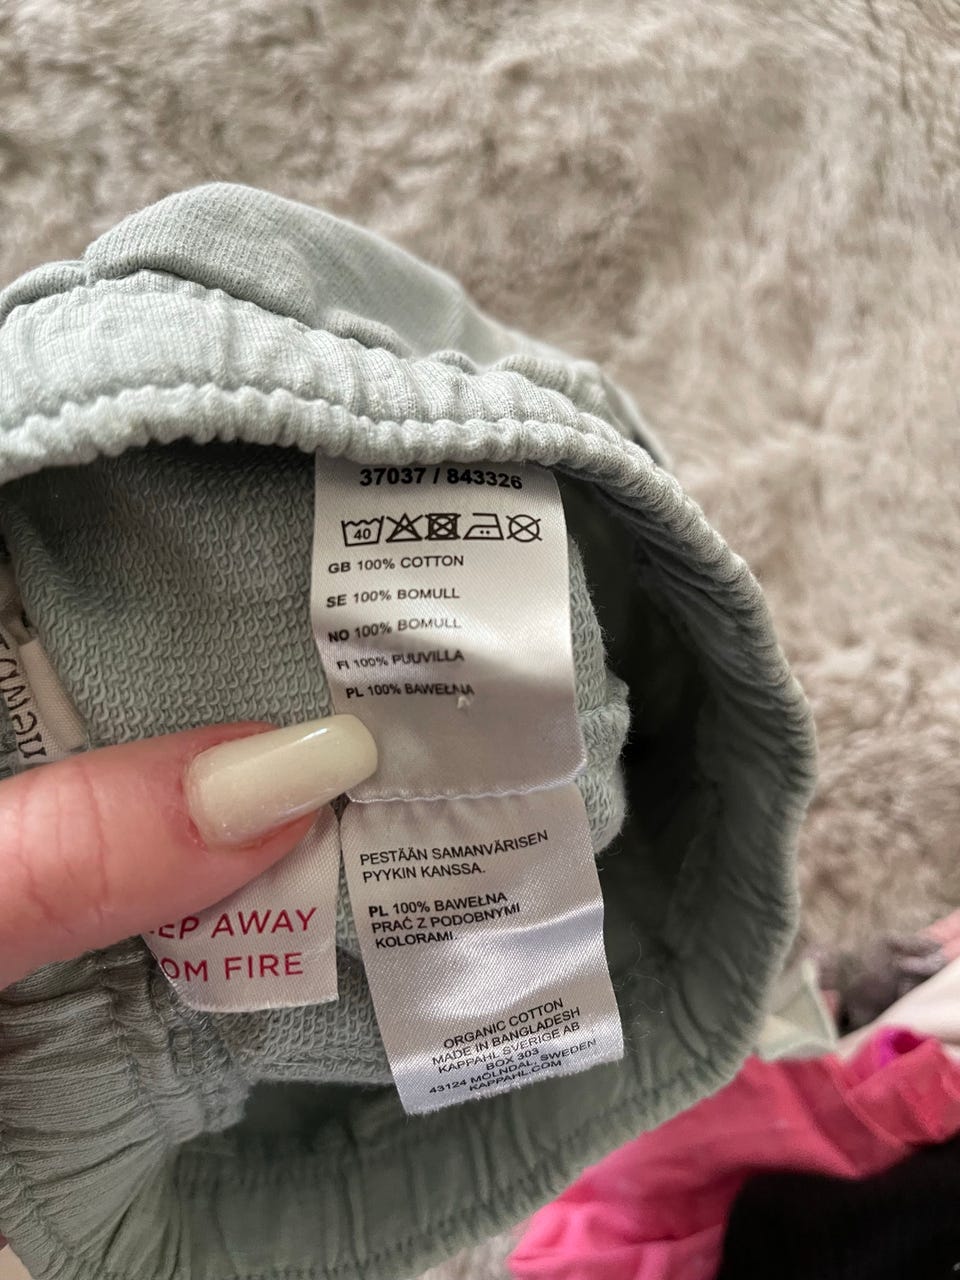 37037 / 843326
40
GB 100% COTTON
SE 100% BOMULL
NO 100% BOMULL
FI 100% PUUVILLA
PL 100% BAWEŁNA
PESTÄÄN SAMANVÄRISEN
PYYKIN KANSSA.
PL 100% BAWEŁNA
PRAĆ Z PODOBNYMI
KOLORAMI.
ORGANIC COTTON
MADE IN BANGLADESH
KAPPAHL SVERIGE AB
BOX 303
43124 MÖLNDAL, SWEDEN
KAPPAHL.COM
EP AWAY
OM FIRE